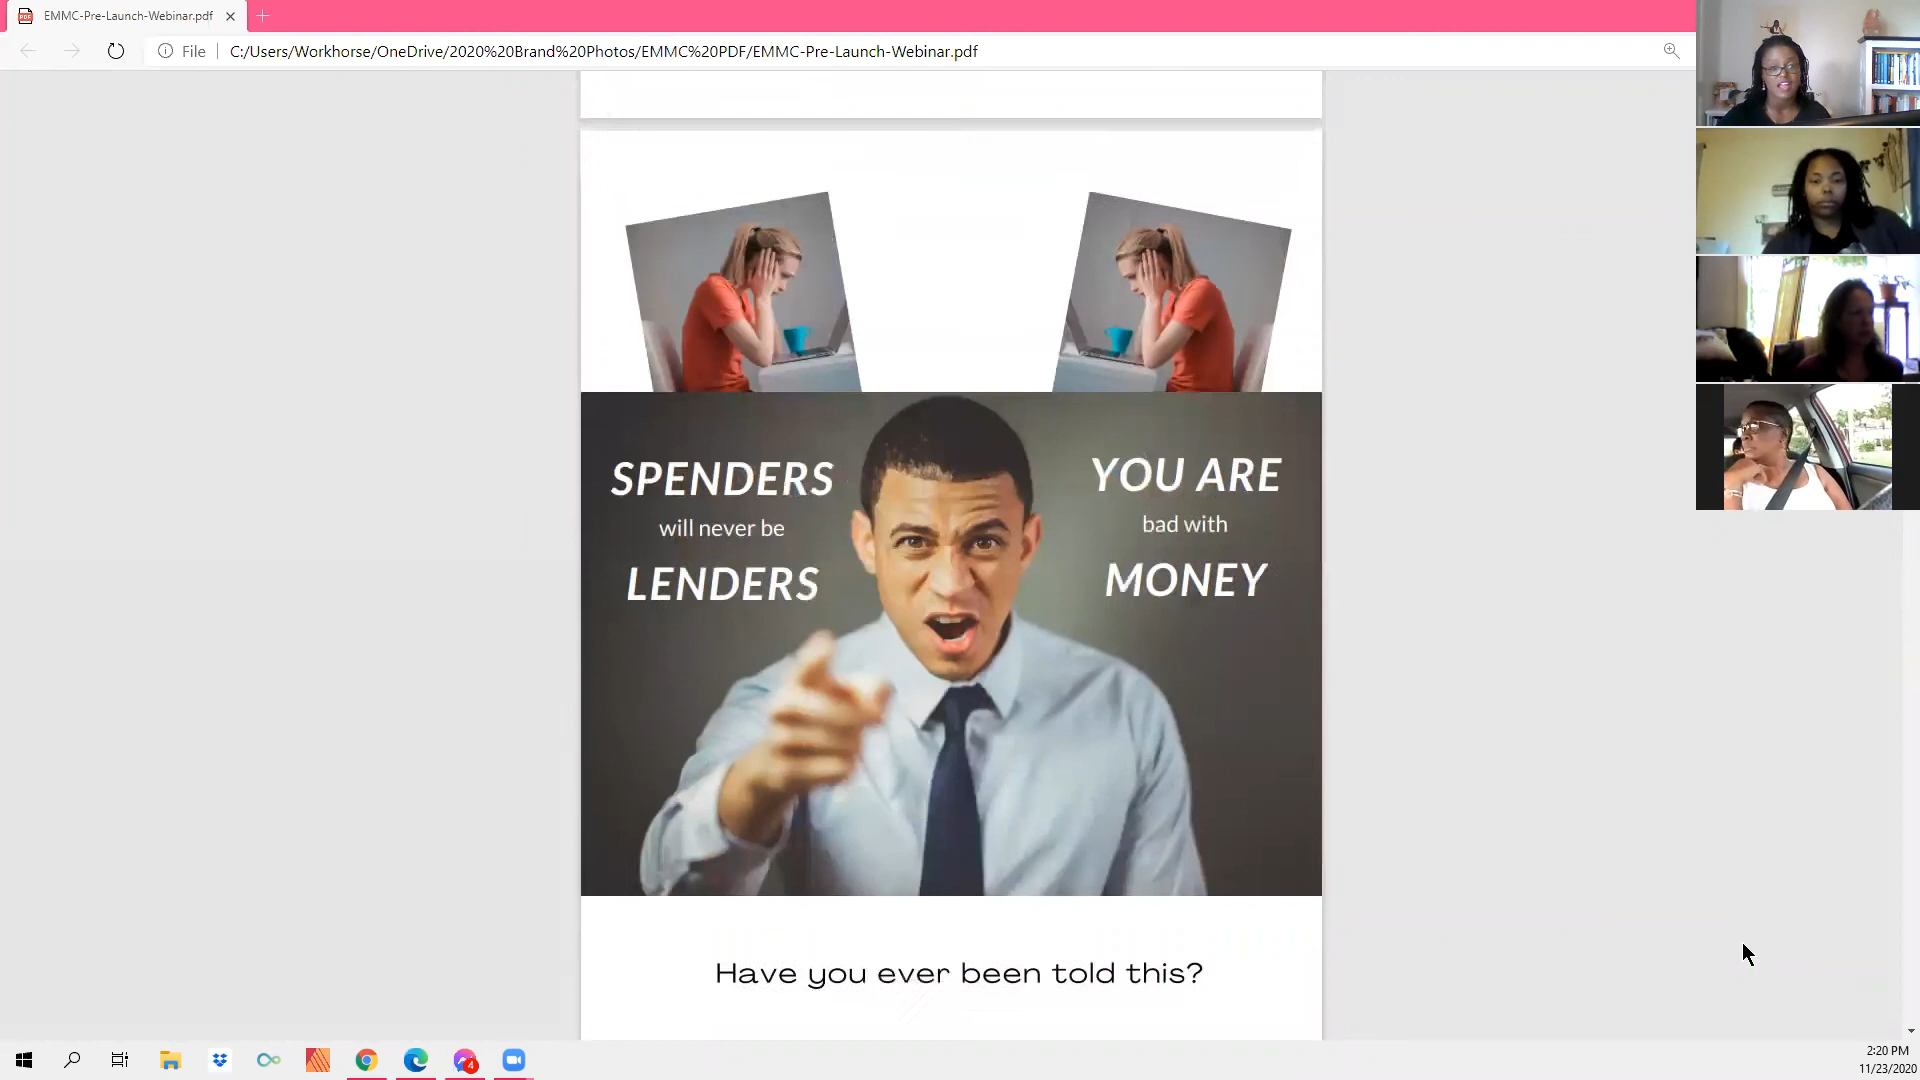 EMMC-Pre-Launch-Webinar.pdf
File
C:/Users/Workhorse/OneDrive/2020%20Brand%20Photos/EMMC%20PDF/EMMC-Pre-Launch-Webinar.pdf
SPENDERS
will never be
LENDERS
YOU ARE
bad with
MONEY
Have you ever been told this?
4
2:20 PM
11/23/2020